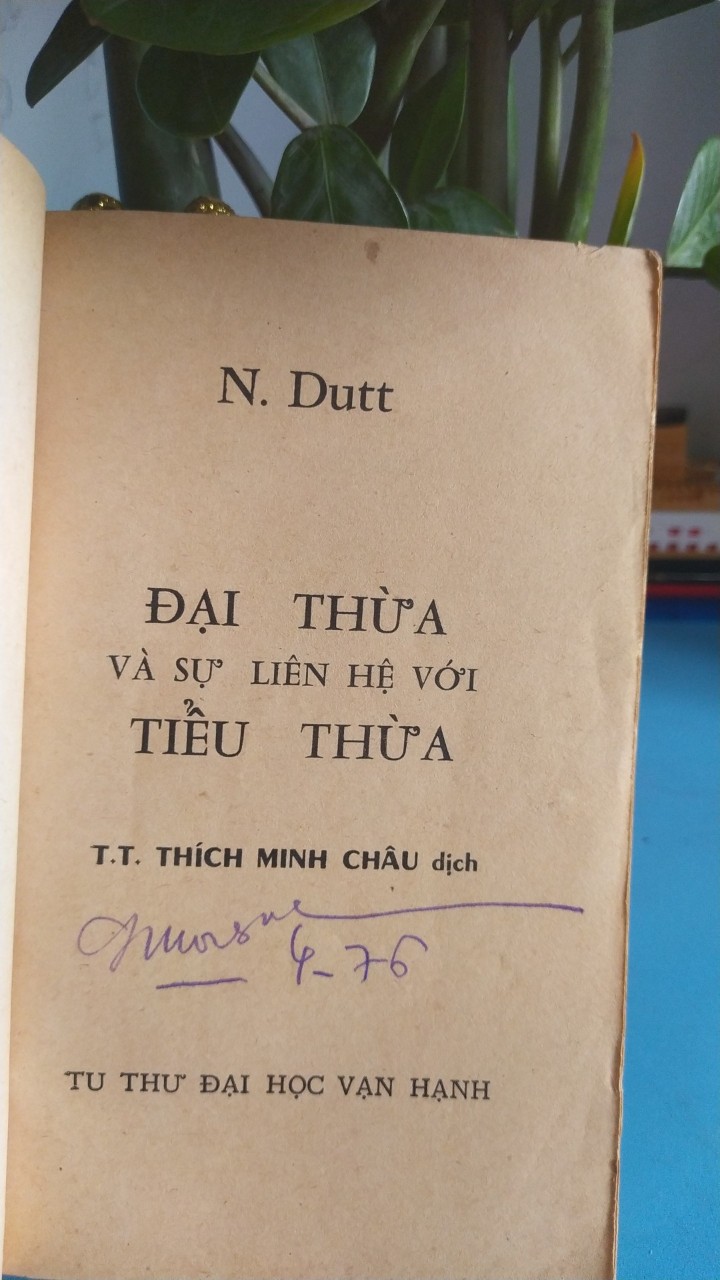 N. Dutt
ĐẠI THỪA
VÀ SỰ LIÊN HỆ VỚI
TIỂU THỪA
T.T. THÍCH MINH CHÂU dịch
4-76
TU THƯ ĐẠI HỌC VẠN HẠNH